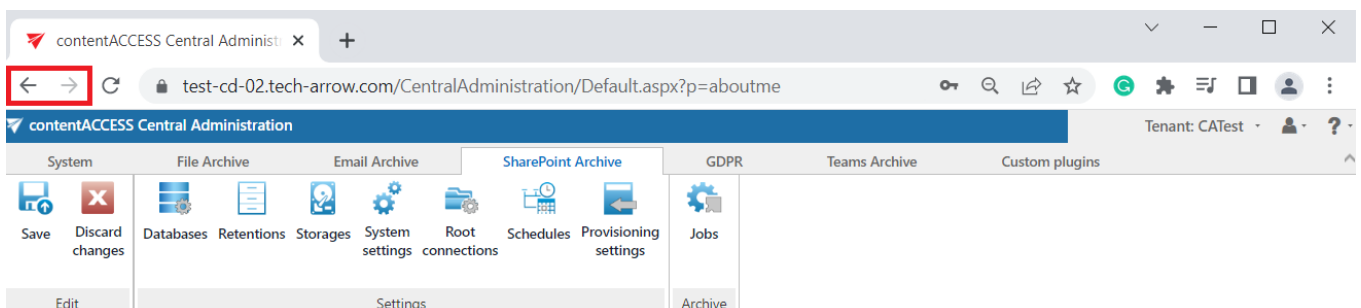 contentACCESS Central Administ
test-cd-02.tech-arrow.com/CentralAdministration/Default.aspx?p=aboutme
contentACCESS Central Administration
Tenant: CATest
?
System File Archive Email Archive SharePoint Archive GDPR Teams Archive Custom plugins
Save Discard changes Databases Retentions Storages System settings Root connections Schedules Provisioning settings Jobs
Edit Settings Archive